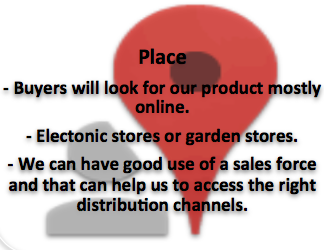 Place
- Buyers will look for our product mostly
online.
- Electonic stores or garden stores.
- We can have good use of a sales force
and that can help us to access the right
distribution channels.